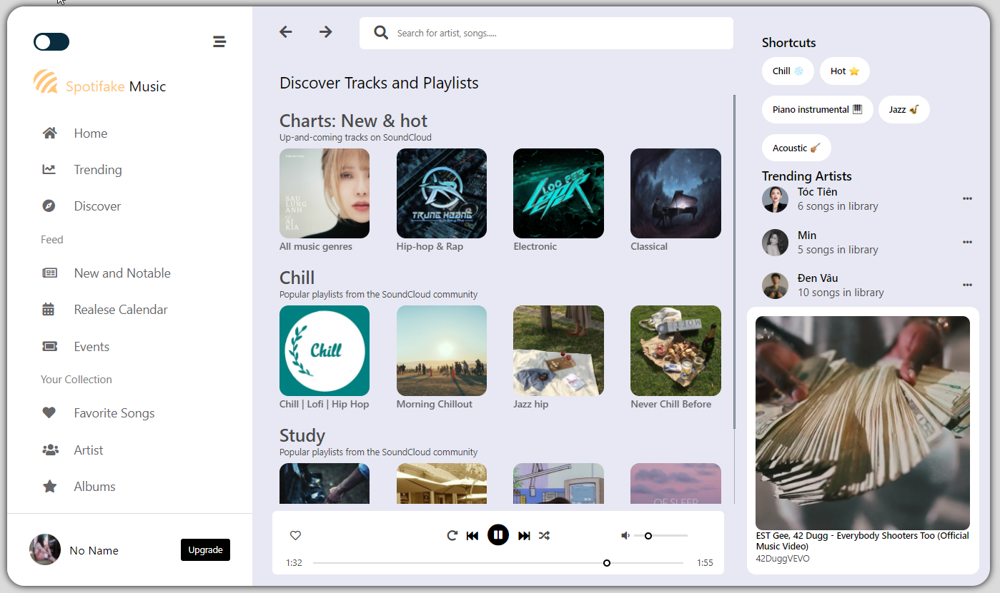 Spotifake Music
Home
Trending
Discover
Feed
New and Notable
Realese Calendar
Events
Your Collection
Favorite Songs
Artist
Albums
No Name
Upgrade
Search for artist, songs.....
Discover Tracks and Playlists
Charts: New & hot
Up-and-coming tracks on SoundCloud
SAU
LUNG
ANH
CÓ
AI
KIA
TRUNG HOANG
LOOPER
All music genres
Hip-hop & Rap
Electronic
Classical
Chill
Popular playlists from the SoundCloud community
Chill
MOËT
Chill | Lofi | Hip Hop
Morning Chillout
Jazz hip
Never Chill Before
Study
Popular playlists from the SoundCloud community
OF SLEEP
1:32
1:55
Shortcuts
Chill ❄️
Hot ⭐
Piano instrumental 🎹
Jazz 🎷
Acoustic 🎸
Trending Artists
Tóc Tiên
6 songs in library
Min
5 songs in library
Đen Vâu
10 songs in library
EST Gee, 42 Dugg - Everybody Shooters Too (Official
Music Video)
42DuggVEVO